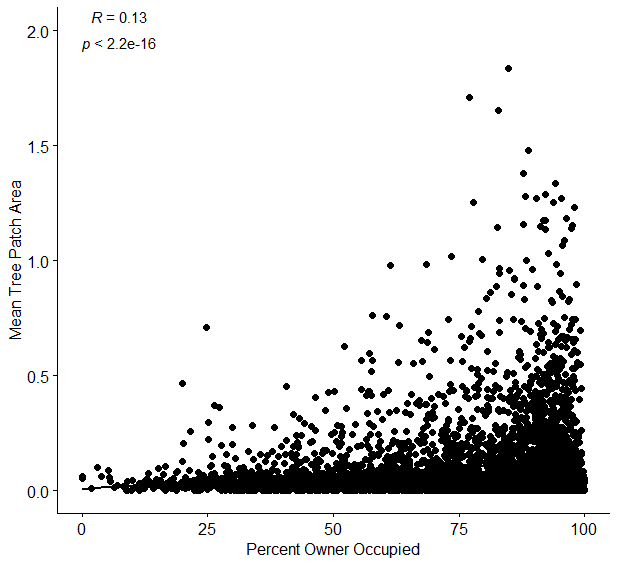 R = 0.13
p < 2.2e-16
2.0
1.5
1.0
0.5
0.0
Mean Tree Patch Area
0
25
50
75
100
Percent Owner Occupied